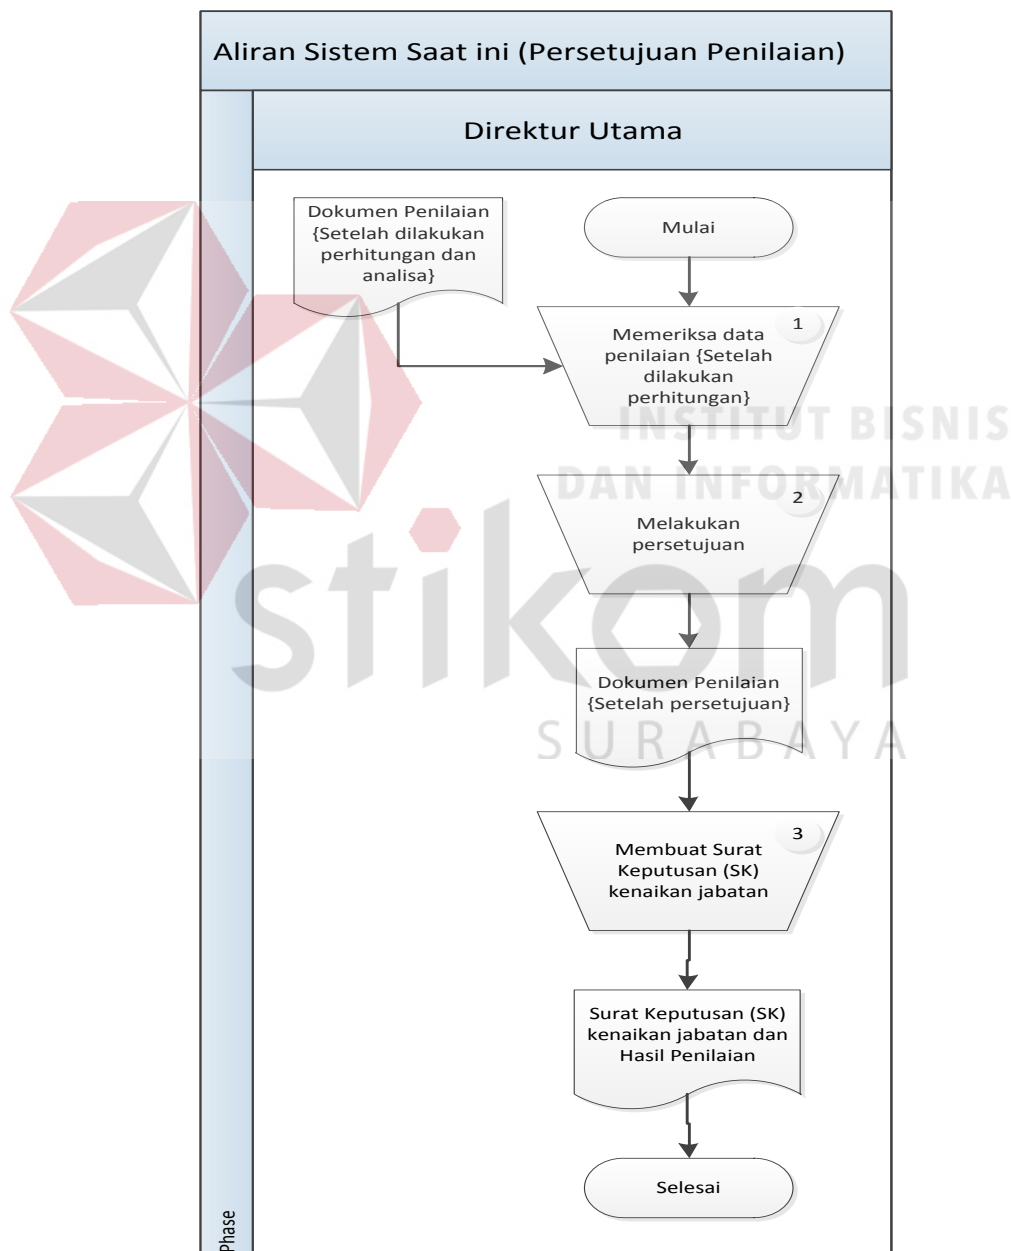 Aliran Sistem Saat ini (Persetujuan Penilaian)
Direktur Utama
Dokumen Penilaian
{Setelah dilakukan
perhitungan dan
analisa}
Mulai
1
Memeriksa data
penilaian {Setelah
dilakukan
perhitungan}
INSTITUT BISNIS
DAN INFORMATIKA
2
Melakukan
persetujuan
stikom
Dokumen Penilaian
{Setelah persetujuan}
SURABAYA
3
Membuat Surat
Keputusan (SK)
kenaikan jabatan
Surat Keputusan (SK)
kenaikan jabatan dan
Hasil Penilaian
Selesai
Phase